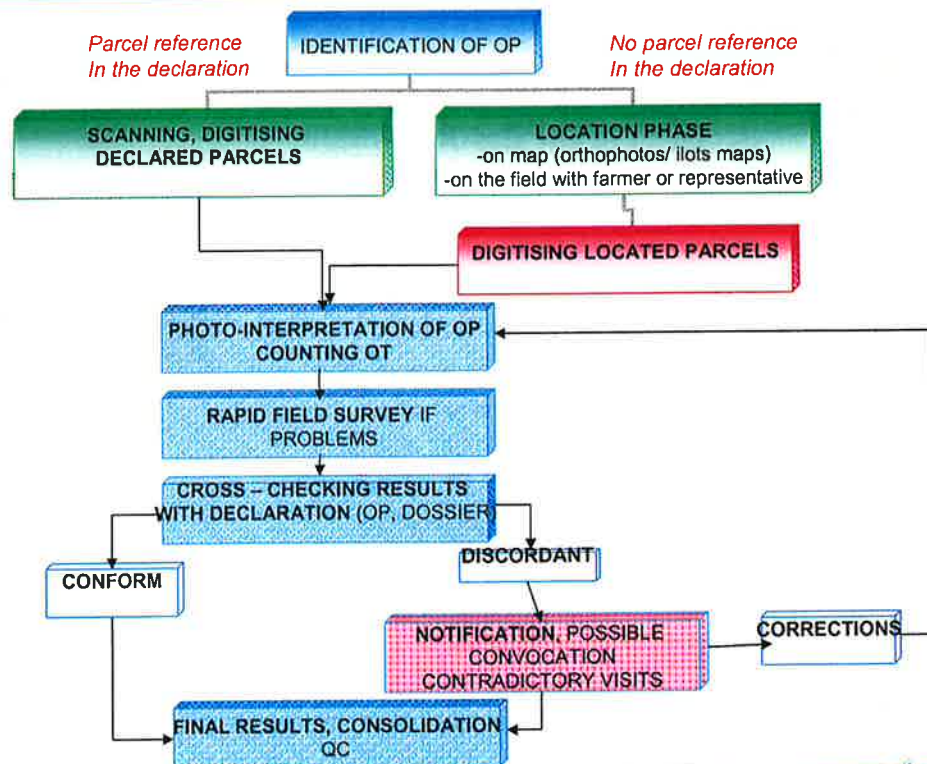 Parcel reference
In the declaration
IDENTIFICATION OF OP
No parcel reference
In the declaration
SCANNING, DIGITISING
DECLARED PARCELS
LOCATION PHASE
-on map (orthophotos/ ilots maps)
-on the field with farmer or representative
DIGITISING LOCATED PARCELS
PHOTO-INTERPRETATION OF OP
COUNTING OT
RAPID FIELD SURVEY IF
PROBLEMS
CROSS – CHECKING RESULTS
WITH DECLARATION (OP, DOSSIER)
CONFORM
DISCORDANT
NOTIFICATION, POSSIBLE
CONVOCATION
CONTRADICTORY VISITS
CORRECTIONS
FINAL RESULTS, CONSOLIDATION
QC